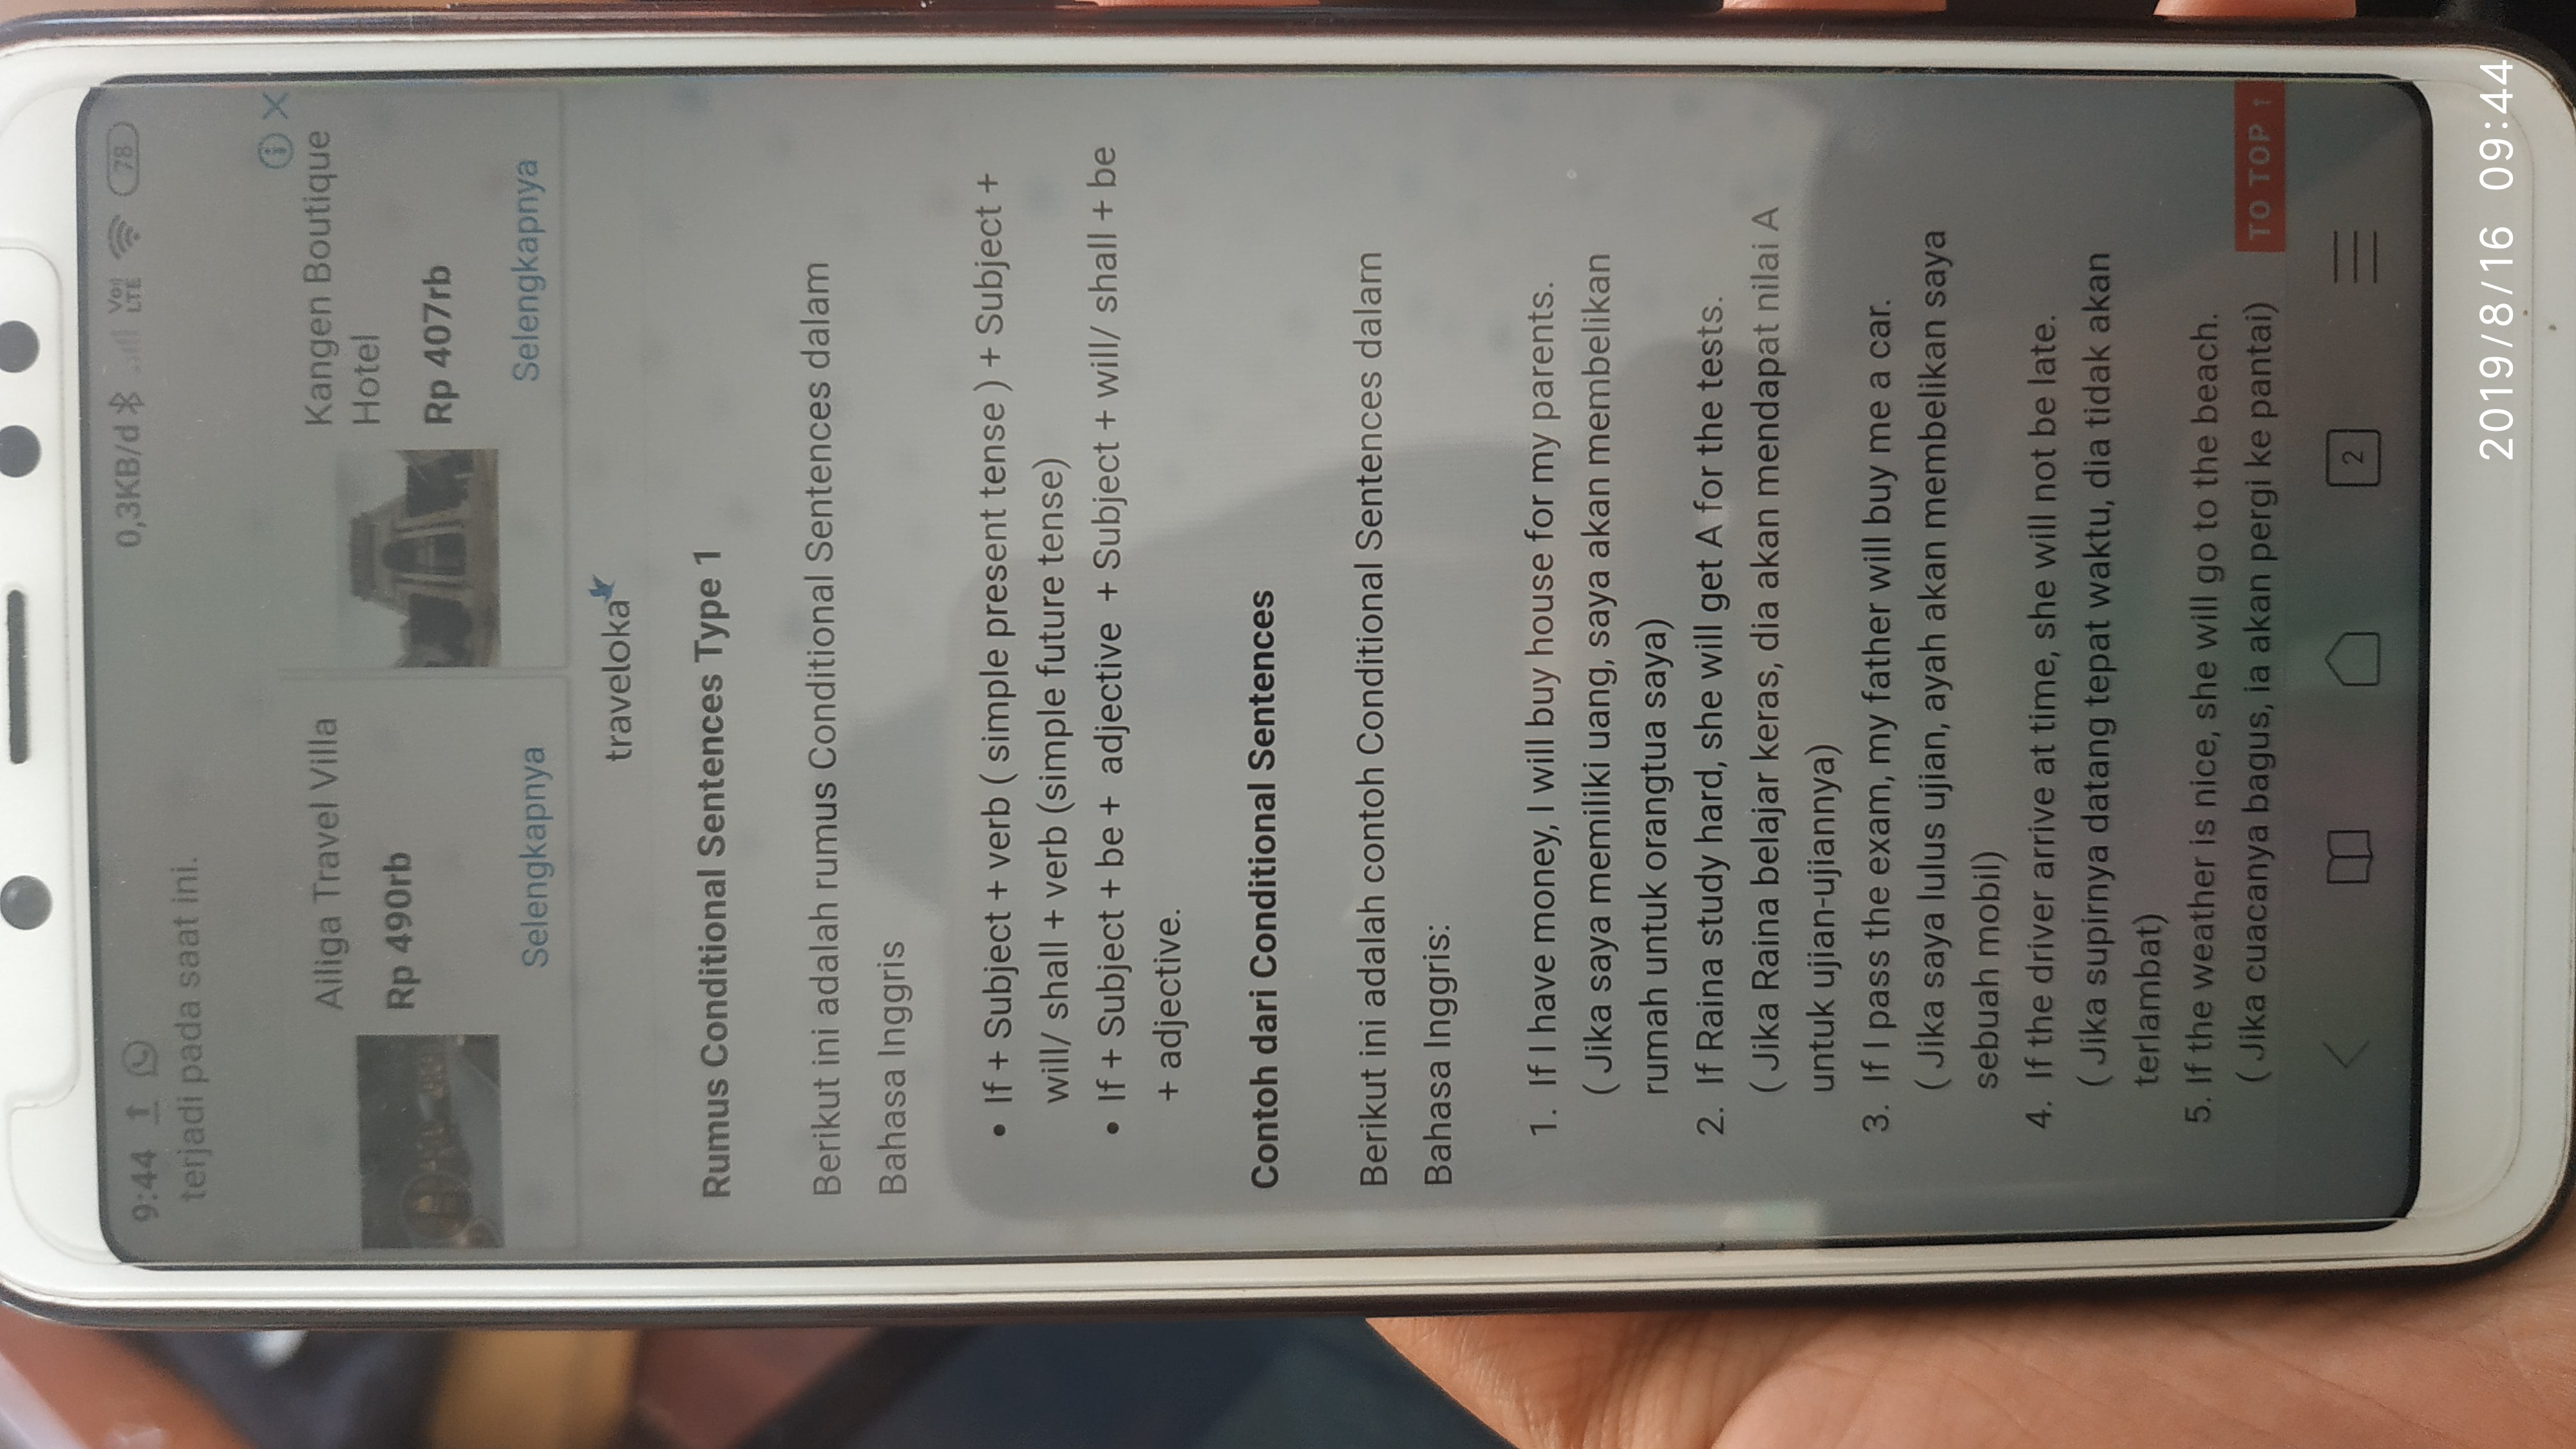 9:44
0,3KB/d
Vo))
LTE
78
terjadi pada saat ini.
Ailiga Travel Villa
Rp 490rb
Selengkapnya
Kangen Boutique
Hotel
Rp 407rb
Selengkapnya
traveloka
Rumus Conditional Sentences Type 1
Berikut ini adalah rumus Conditional Sentences dalam
Bahasa Inggris
• If + Subject + verb ( simple present tense ) + Subject +
will/ shall + verb (simple future tense)
• If + Subject + be + adjective + Subject + will/ shall + be
+ adjective.
Contoh dari Conditional Sentences
Berikut ini adalah contoh Conditional Sentences dalam
Bahasa Inggris:
1. If I have money, I will buy house for my parents.
( Jika saya memiliki uang, saya akan membelikan
rumah untuk orangtua saya)
2. If Raina study hard, she will get A for the tests.
( Jika Raina belajar keras, dia akan mendapat nilai A
untuk ujian-ujiannya)
3. If I pass the exam, my father will buy me a car.
( Jika saya lulus ujian, ayah akan membelikan saya
sebuah mobil)
4. If the driver arrive at time, she will not be late.
( Jika supirnya datang tepat waktu, dia tidak akan
terlambat)
5. If the weather is nice, she will go to the beach.
( Jika cuacanya bagus, ia akan pergi ke pantai)
TO TOP ↑
2
2019/8/16 09:44